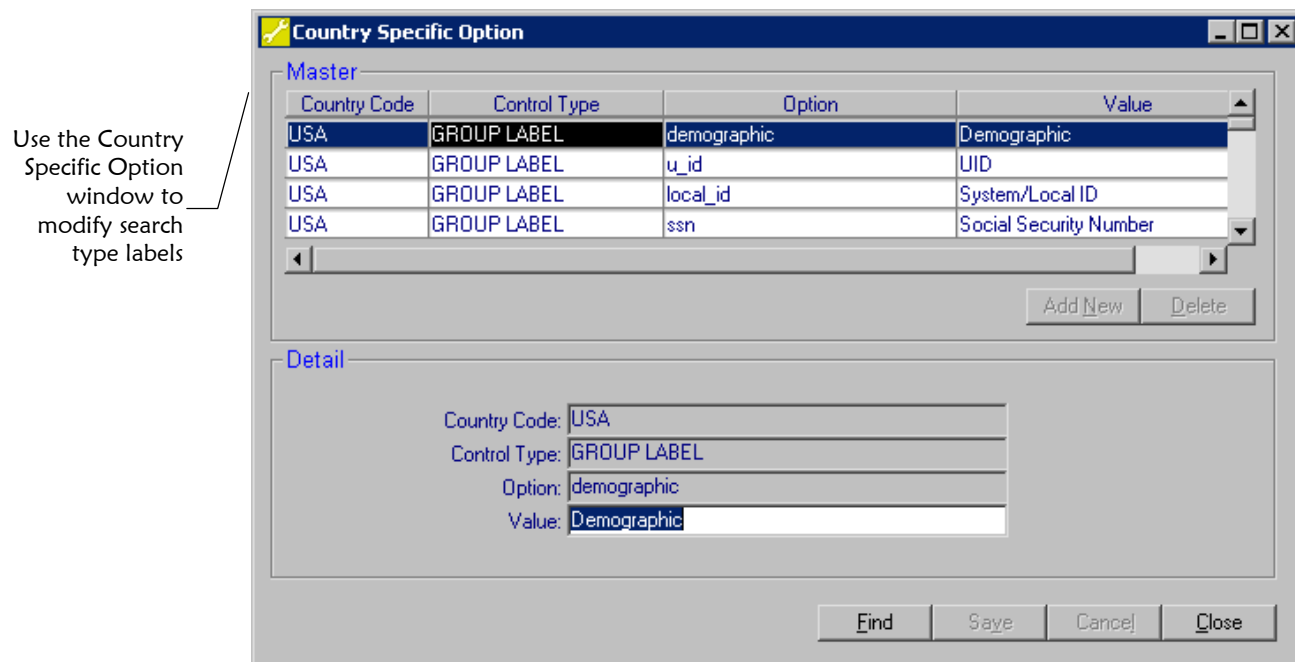 Country Specific Option
Master
Country Code Control Type Option Value
USA GROUP LABEL demographic Demographic
USA GROUP LABEL u_id UID
USA GROUP LABEL local_id System/Local ID
USA GROUP LABEL ssn Social Security Number
Add New Delete
Use the Country
Specific Option
window to
modify search
type labels
Detail
Country Code: USA
Control Type: GROUP LABEL
Option: demographic
Value: Demographic
Find Save Cancel Close